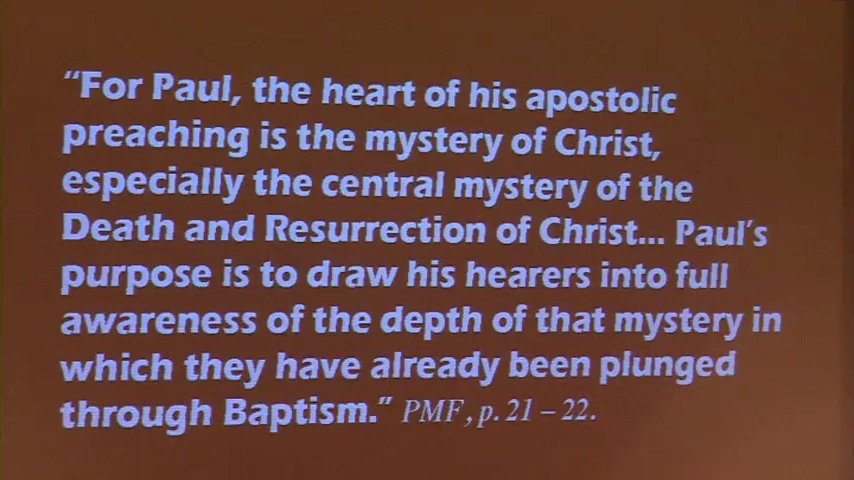 “For Paul, the heart of his apostolic
preaching is the mystery of Christ,
especially the central mystery of the
Death and Resurrection of Christ... Paul’s
purpose is to draw his hearers into full
awareness of the depth of that mystery in
which they have already been plunged
through Baptism.” PMF, p. 21 – 22.